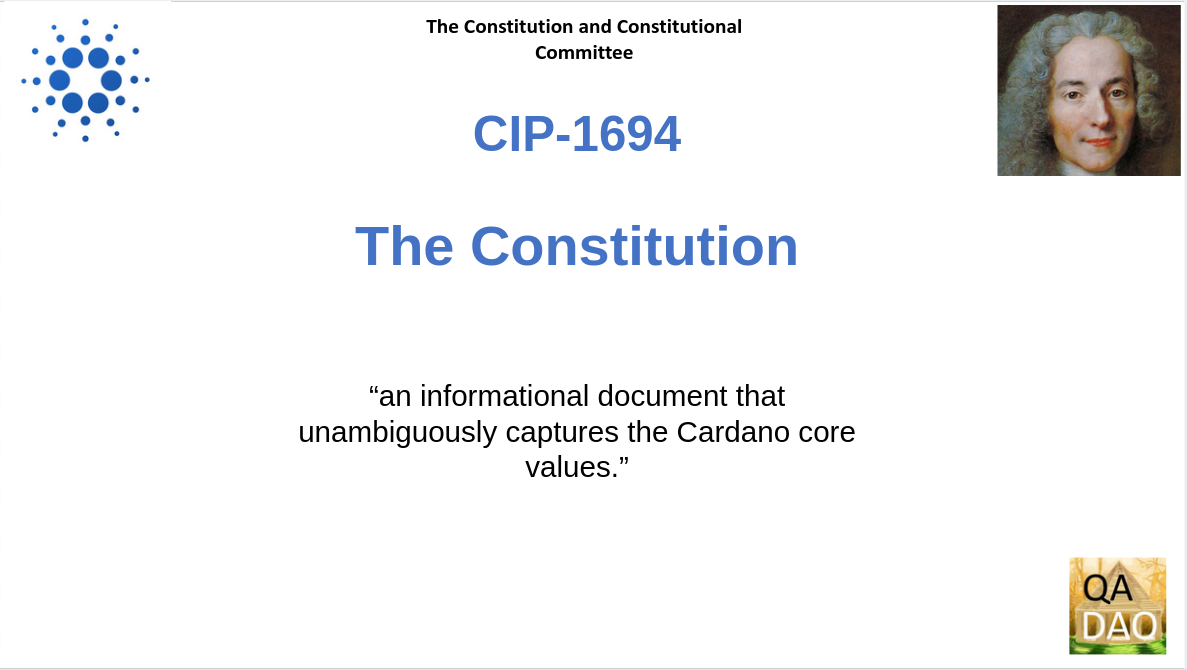 The Constitution and Constitutional
Committee
CIP-1694
The Constitution
“an informational document that
unambiguously captures the Cardano core
values.”
QA
DAO